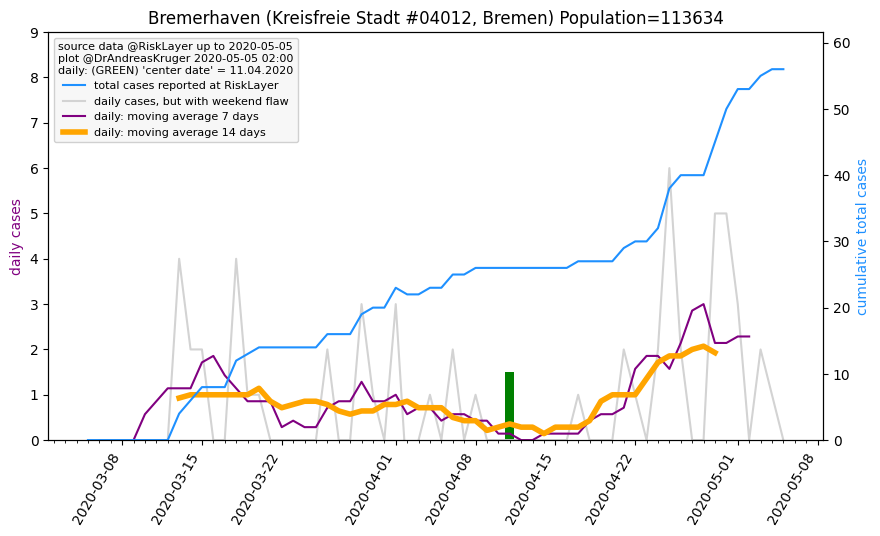 Bremerhaven (Kreisfreie Stadt #04012, Bremen) Population=113634
source data @RiskLayer up to 2020-05-05
plot @DrAndreasKruger 2020-05-05 02:00
daily: (GREEN) 'center date' = 11.04.2020
total cases reported at RiskLayer
daily cases, but with weekend flaw
daily: moving average 7 days
daily: moving average 14 days
daily cases
9
8
7
6
5
4
3
2
1
0
60
50
40
30
20
10
0
cumulative total cases
2020-03-08
2020-03-15
2020-03-22
2020-04-01
2020-04-08
2020-04-15
2020-04-22
2020-05-01
2020-05-08